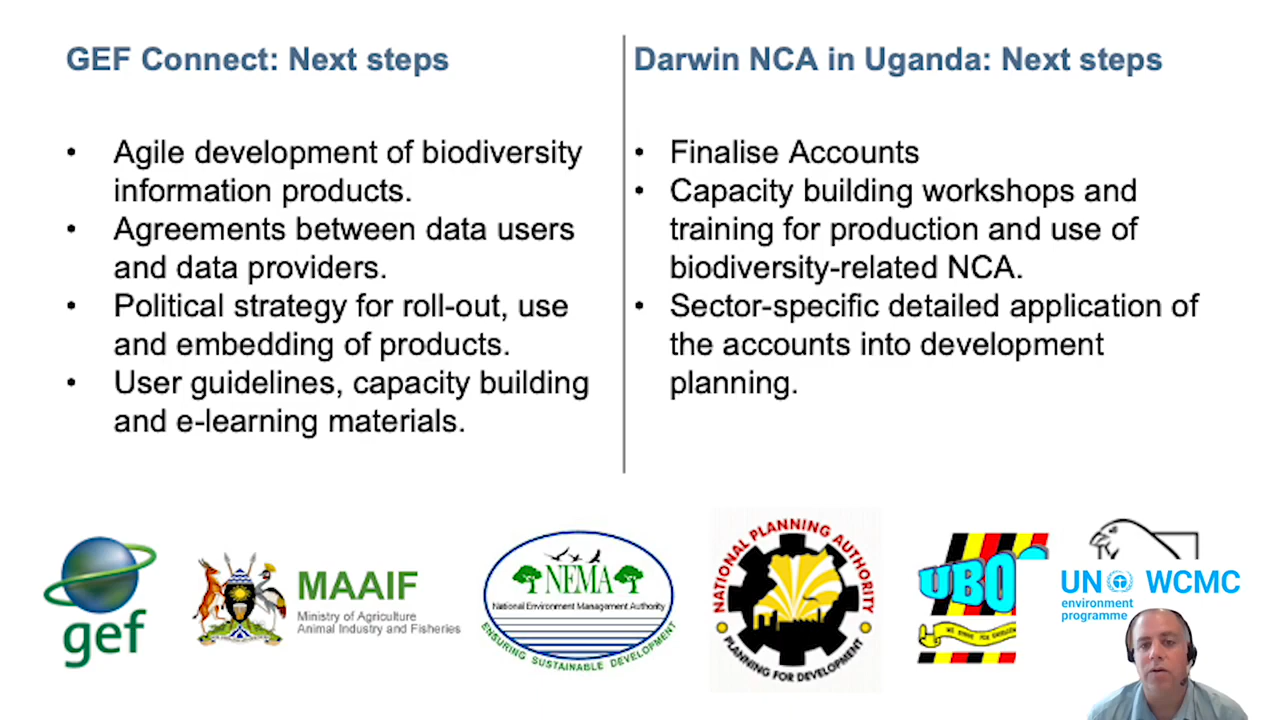 GEF Connect: Next steps
• Agile development of biodiversity
information products.
• Agreements between data users
and data providers.
• Political strategy for roll-out, use
and embedding of products.
• User guidelines, capacity building
and e-learning materials.
Darwin NCA in Uganda: Next steps
• Finalise Accounts
• Capacity building workshops and
training for production and use of
biodiversity-related NCA.
• Sector-specific detailed application of
the accounts into development
planning.
gef
MAAIF
Ministry of Agriculture
Animal Industry and Fisheries
NEMA
National Environment Management Authority
ENSURING SUSTAINABLE DEVELOPMENT
NATIONAL PLANNING AUTHORITY
PLANNING FOR DEVELOPMENT
UBOS
UN WCMC
environment
programme